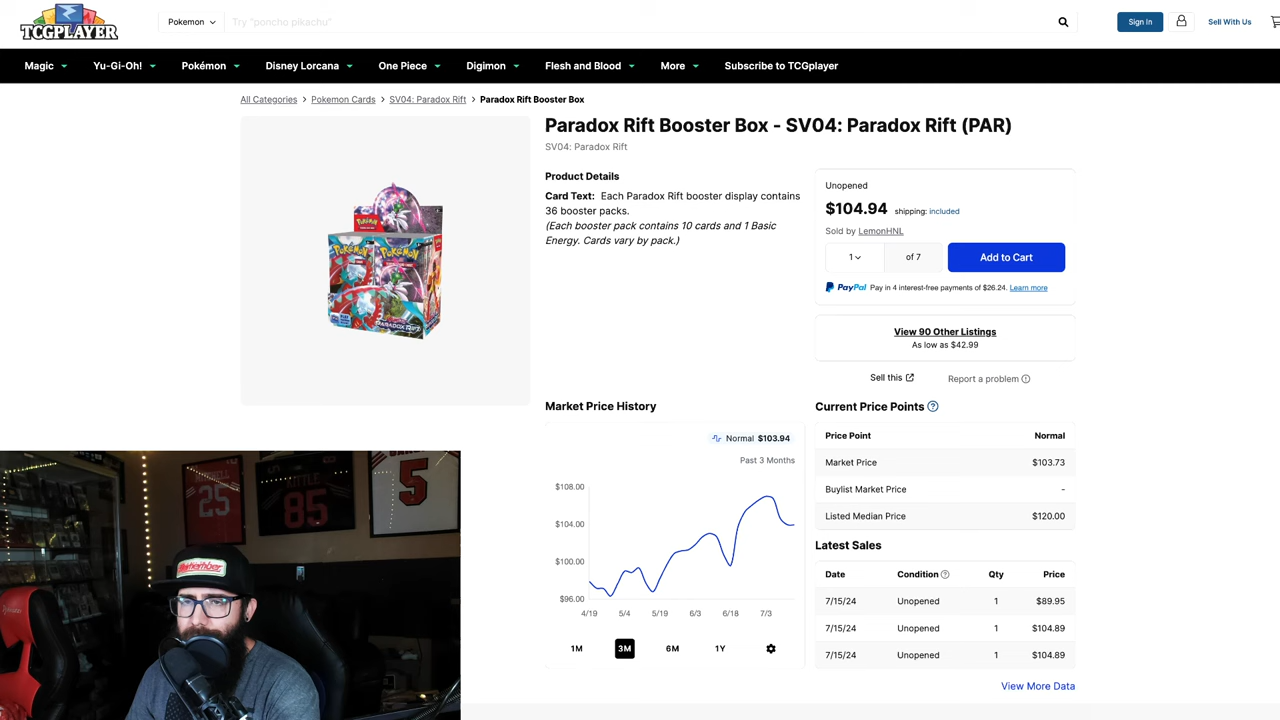 TCGPLAYER
Pokemon
Try "poncho pikachu"
Sign In
Sell With Us
Magic
Yu-Gi-Oh!
Pokémon
Disney Lorcana
One Piece
Digimon
Flesh and Blood
More
Subscribe to TCGplayer
All Categories > Pokemon Cards > SV04: Paradox Rift > Paradox Rift Booster Box
Paradox Rift Booster Box - SV04: Paradox Rift (PAR)
SV04: Paradox Rift
Product Details
Card Text: Each Paradox Rift booster display contains
36 booster packs.
(Each booster pack contains 10 cards and 1 Basic
Energy. Cards vary by pack.)
Unopened
$104.94 shipping: included
Sold by LemonHNL
1
of 7
Add to Cart
PayPal Pay in 4 interest-free payments of $26.24. Learn more
View 90 Other Listings
As low as $42.99
Sell this
Report a problem
POKÉMON
POKÉMON
POKÉMON
PARADOX RIFT
Market Price History
Normal $103.94
Past 3 Months
$108.00
$104.00
$100.00
$96.00
4/19
5/4
5/19
6/3
6/18
7/3
1M
3M
6M
1Y
Current Price Points
Price Point Normal
Market Price $103.73
Buylist Market Price -
Listed Median Price $120.00
Latest Sales
Date Condition Qty Price
7/15/24 Unopened 1 $89.95
7/15/24 Unopened 1 $104.89
7/15/24 Unopened 1 $104.89
View More Data
25
KITTLE
85
5